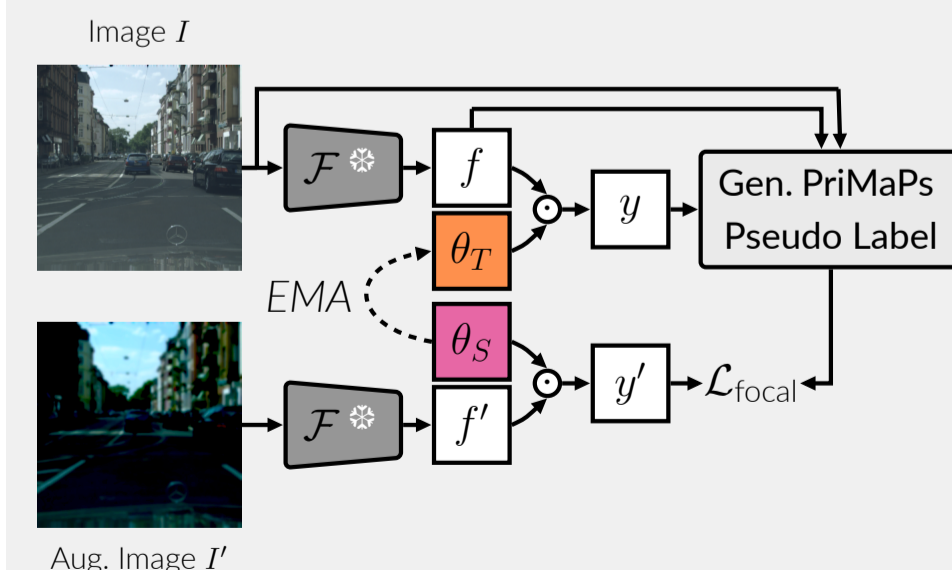 Image I
ℱ
f
θ_T
y
Gen. PriMaPs
Pseudo Label
EMA
θ_S
ℱ
f′
y′
ℒ_focal
Aug. Image I′